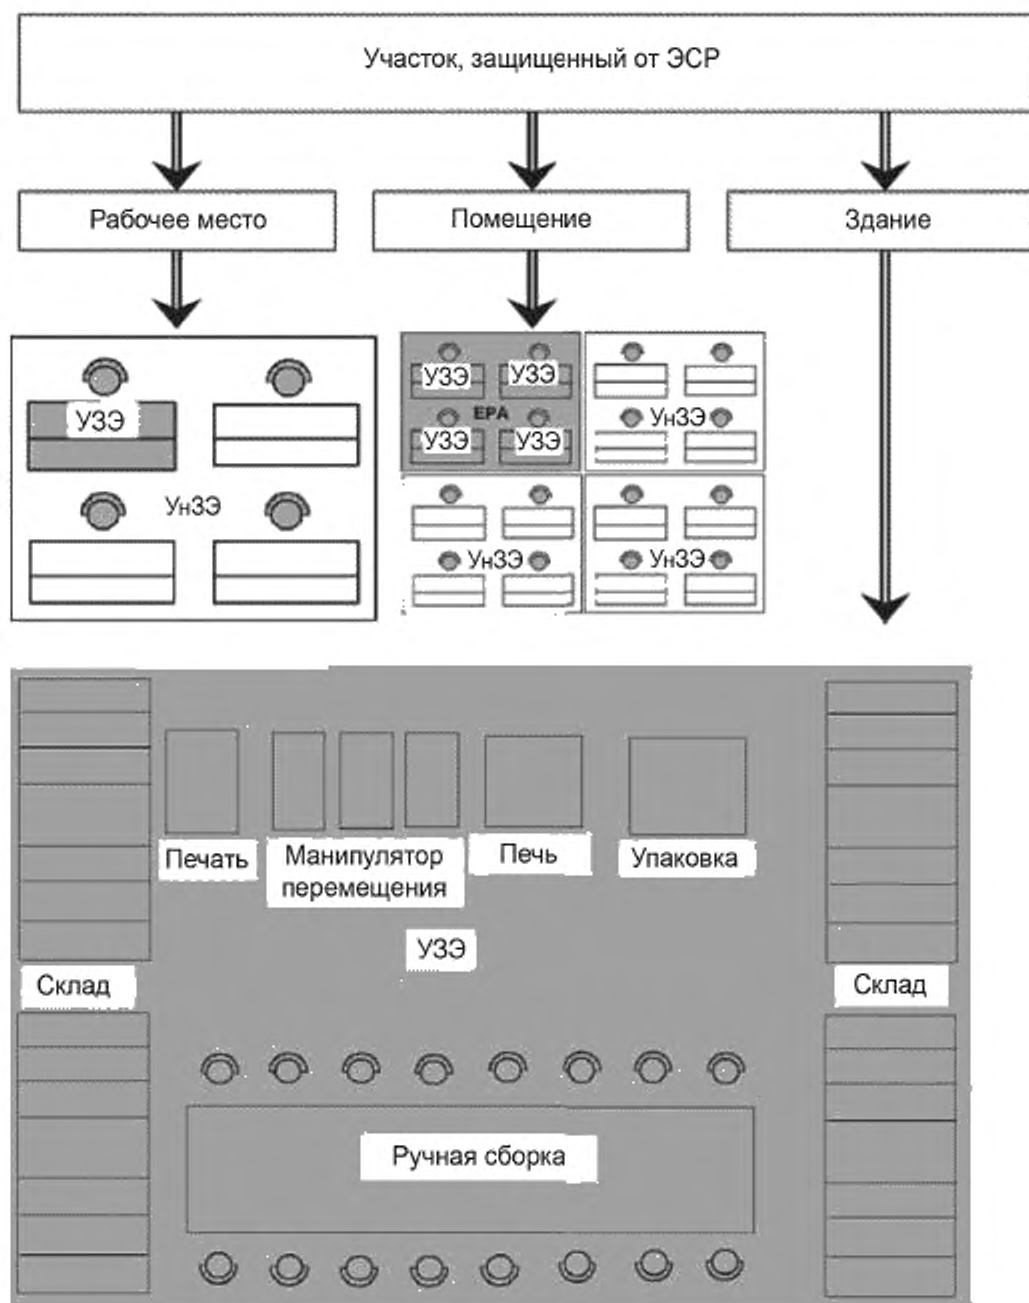 Участок, защищенный от ЭСР
Рабочее место
Помещение
Здание
УЗЭ
УнЗЭ
УЗЭ
УЗЭ
EPA
УЗЭ
УЗЭ
УнЗЭ
УнЗЭ
УнЗЭ
Печать
Манипулятор
перемещения
Печь
Упаковка
УЗЭ
Склад
Склад
Ручная сборка